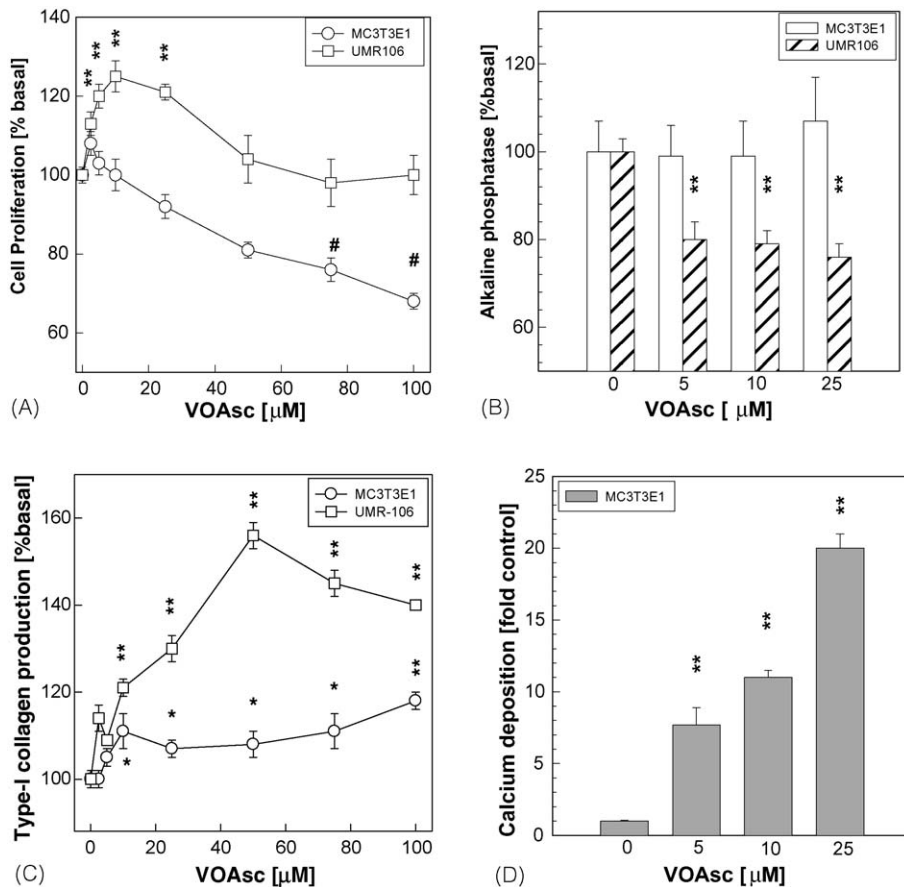 140
120
100
80
60
Cell Proliferation [% basal]
MC3T3E1
UMR106
**
**
**
**
#
#
0 20 40 60 80 100
VOAsc [μM]
(A)
120
100
80
60
Alkaline phosphatase [%basal]
MC3T3E1
UMR106
**
**
**
0 5 10 25
VOAsc [ μM]
(B)
160
140
120
100
Type-I collagen production [%basal]
MC3T3E1
UMR-106
**
**
**
**
**
**
*
*
*
*
0 20 40 60 80 100
VOAsc [μM]
(C)
25
20
15
10
5
0
Calcium deposition [fold control]
MC3T3E1
**
**
**
0 5 10 25
VOAsc [μM]
(D)